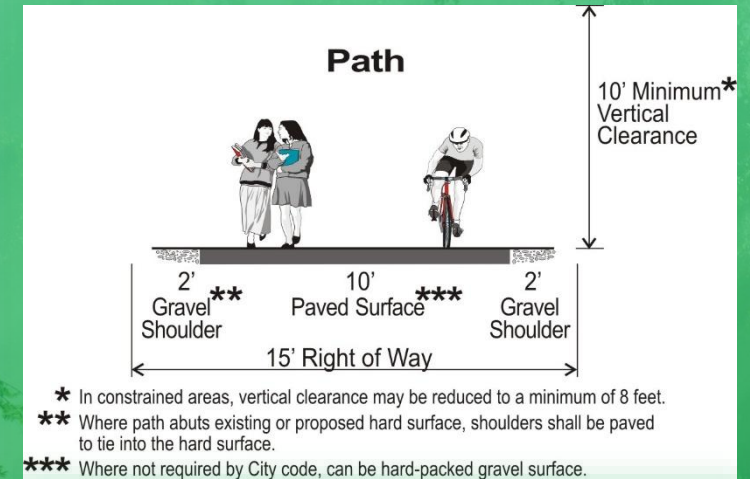 Path
10' Minimum*
Vertical
Clearance
2'
Gravel**
Shoulder
10'
Paved Surface***
2'
Gravel
Shoulder
15' Right of Way
* In constrained areas, vertical clearance may be reduced to a minimum of 8 feet.
** Where path abuts existing or proposed hard surface, shoulders shall be paved
to tie into the hard surface.
*** Where not required by City code, can be hard-packed gravel surface.